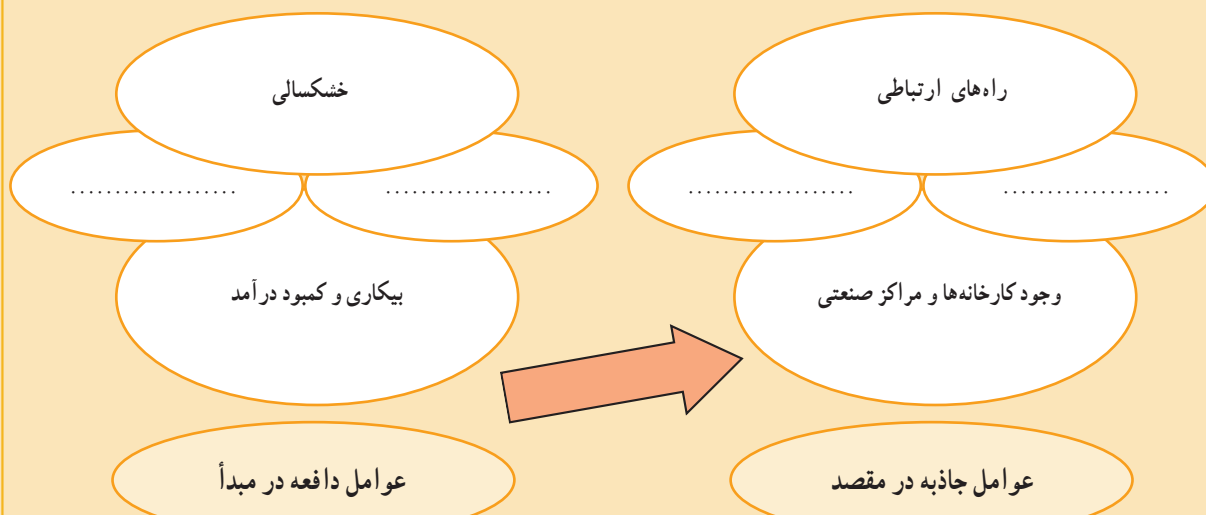 راه‌های ارتباطی
خشکسالی
...................
...................
...................
...................
وجود کارخانه‌ها و مراکز صنعتی
بیکاری و کمبود درآمد
عوامل جاذبه در مقصد
عوامل دافعه در مبدأ